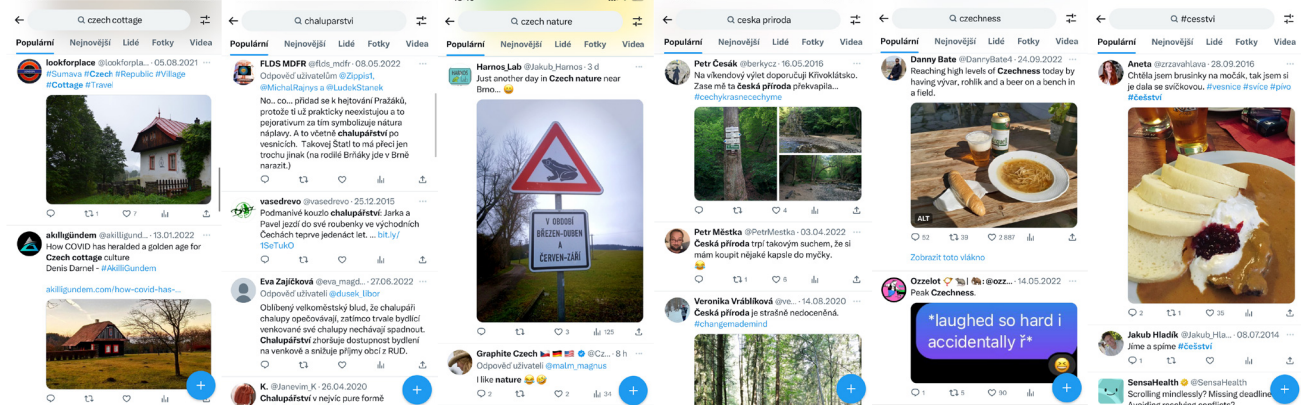 czech cottage
Populární Nejnovější Lidé Fotky Videa
lookforplace @lookforpla... · 05.08.2021
#Sumava #Czech #Republic #Village
#Cottage #Travel
1 7
akıllıgündem @akilligund... · 13.01.2022
How COVID has heralded a golden age for
Czech cottage culture
Denis Darnel - #AkilliGundem
akilligundem.com/how-covid-has-...
chaluparstvi
Populární Nejnovější Lidé Fotky Videa
FLDS MDFR @flds_mdfr · 08.05.2022
Odpověď uživatelům @Zippis1,
@MichalRajnys a @LudekStanek
No.. co... přidad se k hejtování Pražáků,
protože ti už prakticky neexistujou a to
pejorativum za tím symbolizuje nátura
náplavy. A to včetně chalupářství po
vesnicích. Takovej Štatl to má přeci jen
trochu jinak (na rodilé Brňáky jde v Brně
narazit.)
vasedrevo @vasedrevo · 25.12.2015
Podmanivé kouzlo chalupářství: Jarka a
Pavel jezdí do své roubenky ve východních
Čechách teprve jedenáct let. ... bit.ly/
1SeTukO
Eva Zajíčková @eva_magd... · 27.06.2022
Odpověď uživateli @dusek_libor
Oblíbený velkoměstský blud, že chalupáři
chalupy opečovávají, zatímco trvale bydlící
venkované své chalupy nechávají spadnout.
Chalupářství zhoršuje dostupnost bydlení
na venkově a snižuje příjmy obcí z RUD.
K. @Janevim_K · 26.04.2020
Chalupářství v nejvíc pure formě
czech nature
Populární Nejnovější Lidé Fotky Videa
Harnos_Lab @Jakub_Harnos · 3 d
Just another day in Czech nature near
Brno...
V OBDOBÍ
BŘEZEN-DUBEN
A
ČERVEN-ZÁŘÍ
3 125
Graphite Czech @Cz... · 8 h
Odpověď uživateli @malm_magnus
I like nature
2 2 34
ceska priroda
Populární Nejnovější Lidé Fotky Videa
Petr Česák @berkycz · 16.05.2016
Na víkendový výlet doporučuji Křivoklátsko.
Zase mě ta česká příroda překvapila...
#cechykrasnecechyme
4
Petr Městka @PetrMestka · 03.04.2022
Česká příroda trpí takovým suchem, že si
mám koupit nějaké kapsle do myčky.
1 6
Veronika Vráblíková @ve... · 14.08.2020
Česká příroda je strašně nedoceněná.
#changemademind
czechness
Populární Nejnovější Lidé Fotky Videa
Danny Bate @DannyBate4 · 24.09.2022
Reaching high levels of Czechness today by
having vývar, rohlík and a beer on a bench in
a field.
ALT
52 39 2 887
Zobrazit toto vlákno
Ozzelot : @ozz... · 14.05.2022
Peak Czechness.
*laughed so hard i
accidentally ř*
1 5 90
#cesstvi
Populární Nejnovější Lidé Fotky Videa
Aneta @zrzavahlava · 28.09.2016
Chtěla jsem brusinky na močák, tak jsem si
je dala se svíčkovou. #vesnice #svice #pivo
#češství
2 1 35
Jakub Hladík @Jakub_Hla... · 08.07.2014
Jíme a spíme #češství
1
SensaHealth @SensaHealth
Scrolling mindlessly? Missing deadline